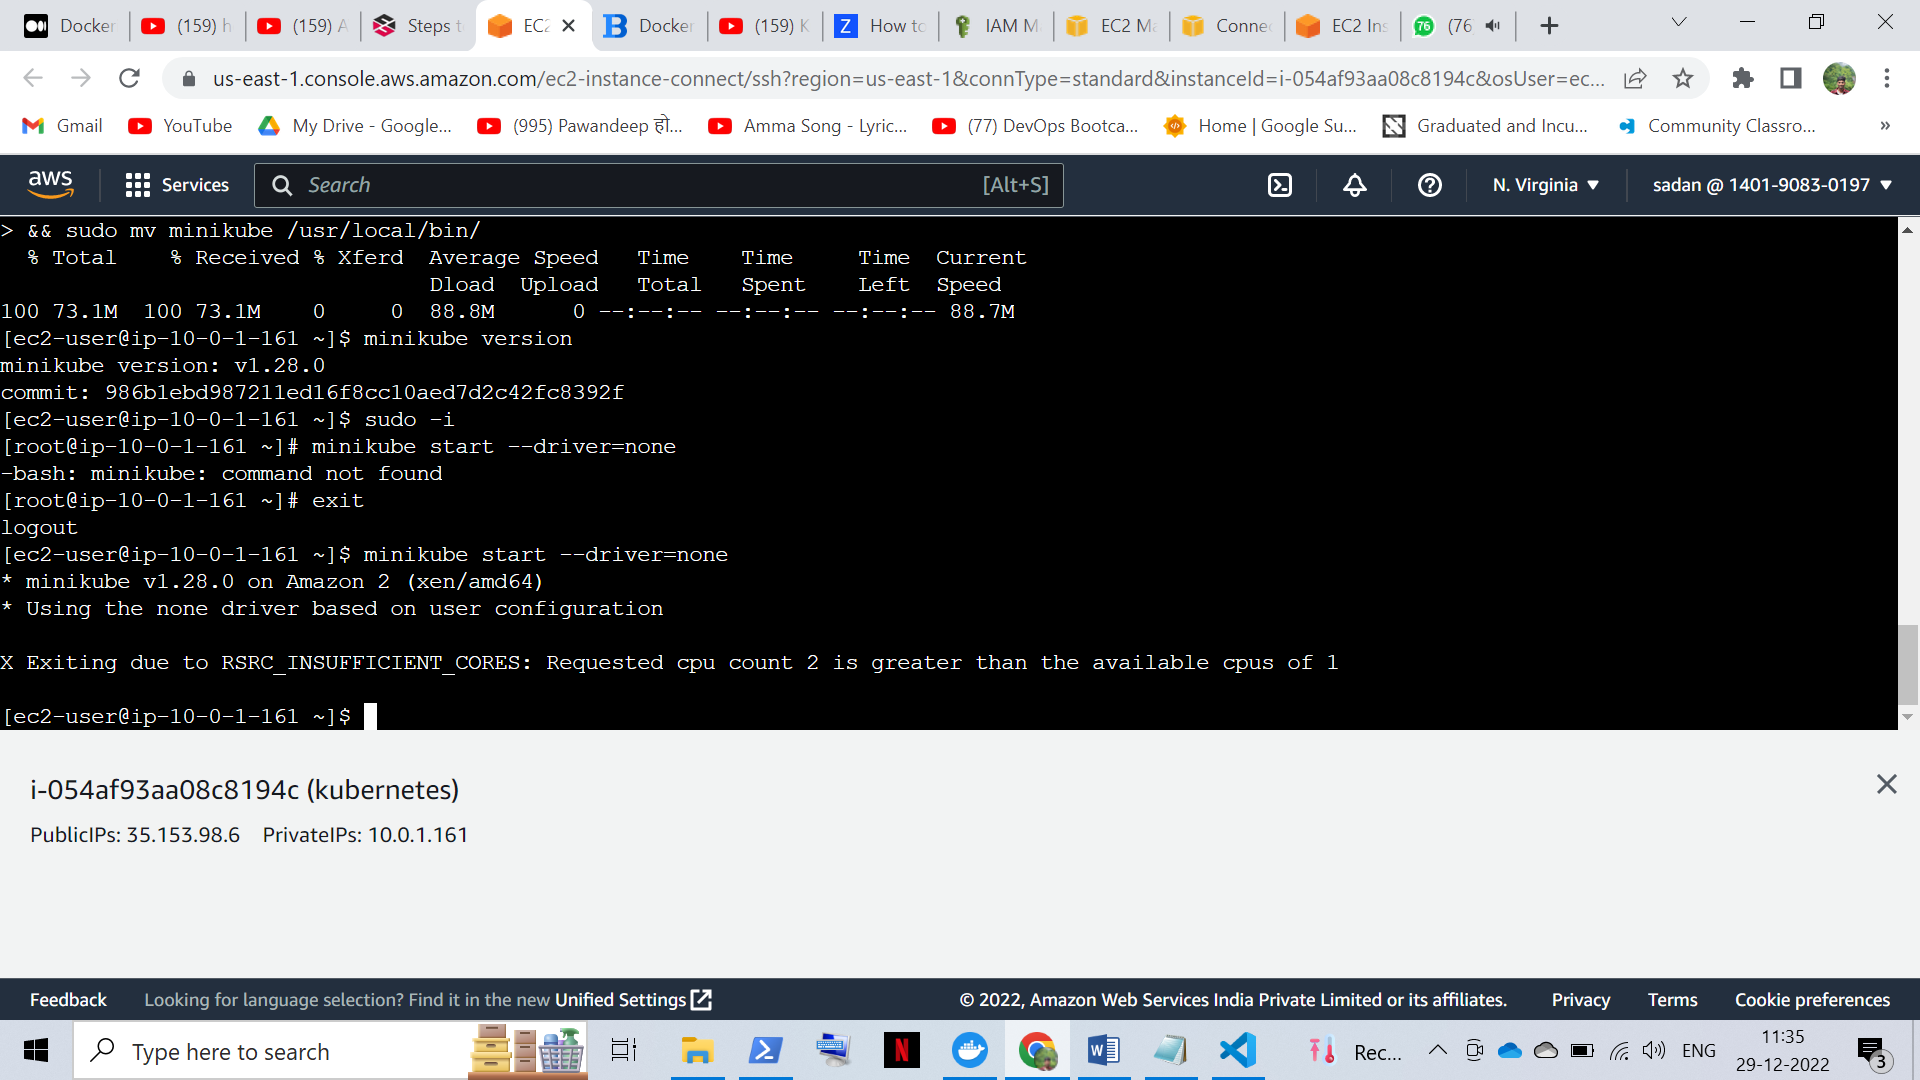 Docker
(159) h
(159) A
Steps t
EC2
Docker
(159) K
How to
IAM M
EC2 Ma
Connec
EC2 Ins
(76
us-east-1.console.aws.amazon.com/ec2-instance-connect/ssh?region=us-east-1&connType=standard&instanceId=i-054af93aa08c8194c&osUser=ec...
Gmail
YouTube
My Drive - Google...
(995) Pawandeep हो...
Amma Song - Lyric...
(77) DevOps Bootca...
Home | Google Su...
Graduated and Incu...
Community Classro...
»
aws
Services
Search
[Alt+S]
N. Virginia
sadan @ 1401-9083-0197
> && sudo mv minikube /usr/local/bin/
% Total % Received % Xferd Average Speed Time Time Time Current
Dload Upload Total Spent Left Speed
100 73.1M 100 73.1M 0 0 88.8M 0 --:--:-- --:--:-- --:--:-- 88.7M
[ec2-user@ip-10-0-1-161 ~]$ minikube version
minikube version: v1.28.0
commit: 986b1ebd987211ed16f8cc10aed7d2c42fc8392f
[ec2-user@ip-10-0-1-161 ~]$ sudo -i
[root@ip-10-0-1-161 ~]# minikube start --driver=none
-bash: minikube: command not found
[root@ip-10-0-1-161 ~]# exit
logout
[ec2-user@ip-10-0-1-161 ~]$ minikube start --driver=none
* minikube v1.28.0 on Amazon 2 (xen/amd64)
* Using the none driver based on user configuration
X Exiting due to RSRC_INSUFFICIENT_CORES: Requested cpu count 2 is greater than the available cpus of 1
[ec2-user@ip-10-0-1-161 ~]$
i-054af93aa08c8194c (kubernetes)
PublicIPs: 35.153.98.6 PrivateIPs: 10.0.1.161
Feedback
Looking for language selection? Find it in the new Unified Settings
© 2022, Amazon Web Services India Private Limited or its affiliates.
Privacy
Terms
Cookie preferences
Type here to search
Rec...
ENG
11:35
29-12-2022
3